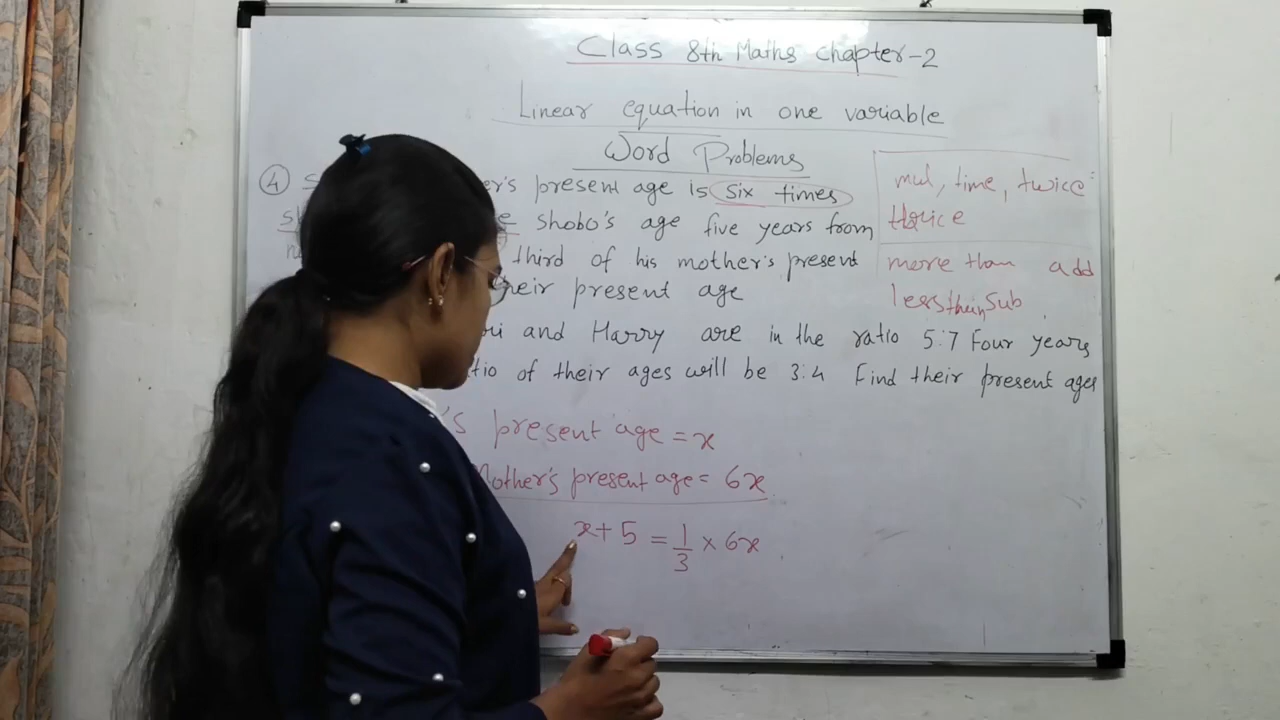 Class 8th Maths Chapter-2
Linear equation in one variable
Word Problems
4 er's present age is six times
shobo's age five years from
third of his mother's present
their present age
and Harry are in the ratio 5:7 Four years
tio of their ages will be 3:4 Find their present ages
mul, time, twice
thrice
more than add
less then sub
's present age = x
Mother's present age = 6x
x + 5 = 1/3 × 6x